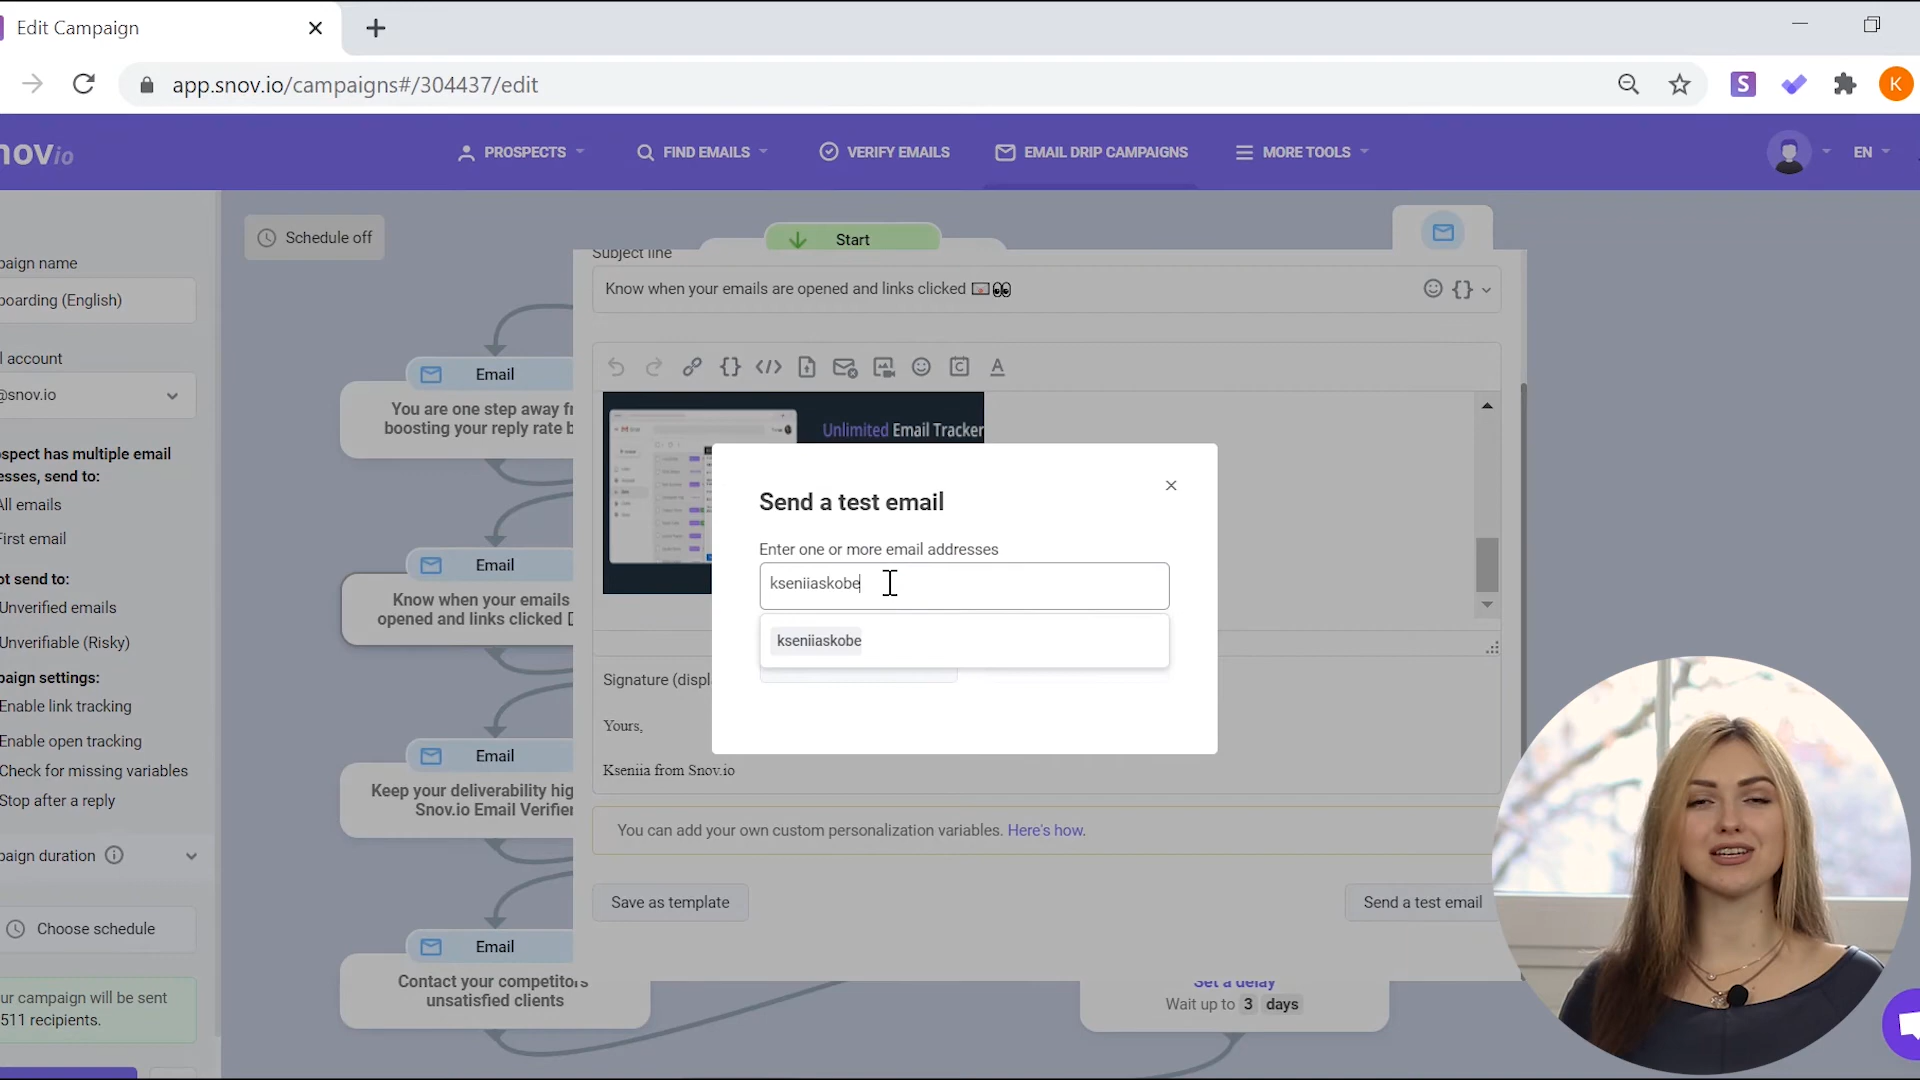 Edit Campaign
app.snov.io/campaigns#/304437/edit
K
novio
PROSPECTS
FIND EMAILS
VERIFY EMAILS
EMAIL DRIP CAMPAIGNS
MORE TOOLS
EN
Schedule off
Start
paign name
boarding (English)
l account
@snov.io
spect has multiple email
esses, send to:
All emails
First email
ot send to:
Unverified emails
Unverifiable (Risky)
paign settings:
Enable link tracking
Enable open tracking
Check for missing variables
Stop after a reply
paign duration
Choose schedule
ur campaign will be sent
511 recipients.
Email
You are one step away fr
boosting your reply rate b
Email
Know when your emails
opened and links clicked
Email
Keep your deliverability hig
Snov.io Email Verifier
Email
Contact your competitors
unsatisfied clients
Subject line
Know when your emails are opened and links clicked
{}
{} </>
Unlimited Email Tracker
Send a test email
Enter one or more email addresses
kseniiaskobe
kseniiaskobe
Signature (displ
Yours,
Kseniia from Snov.io
You can add your own custom personalization variables. Here's how.
Save as template
Send a test email
Set a delay
Wait up to 3 days